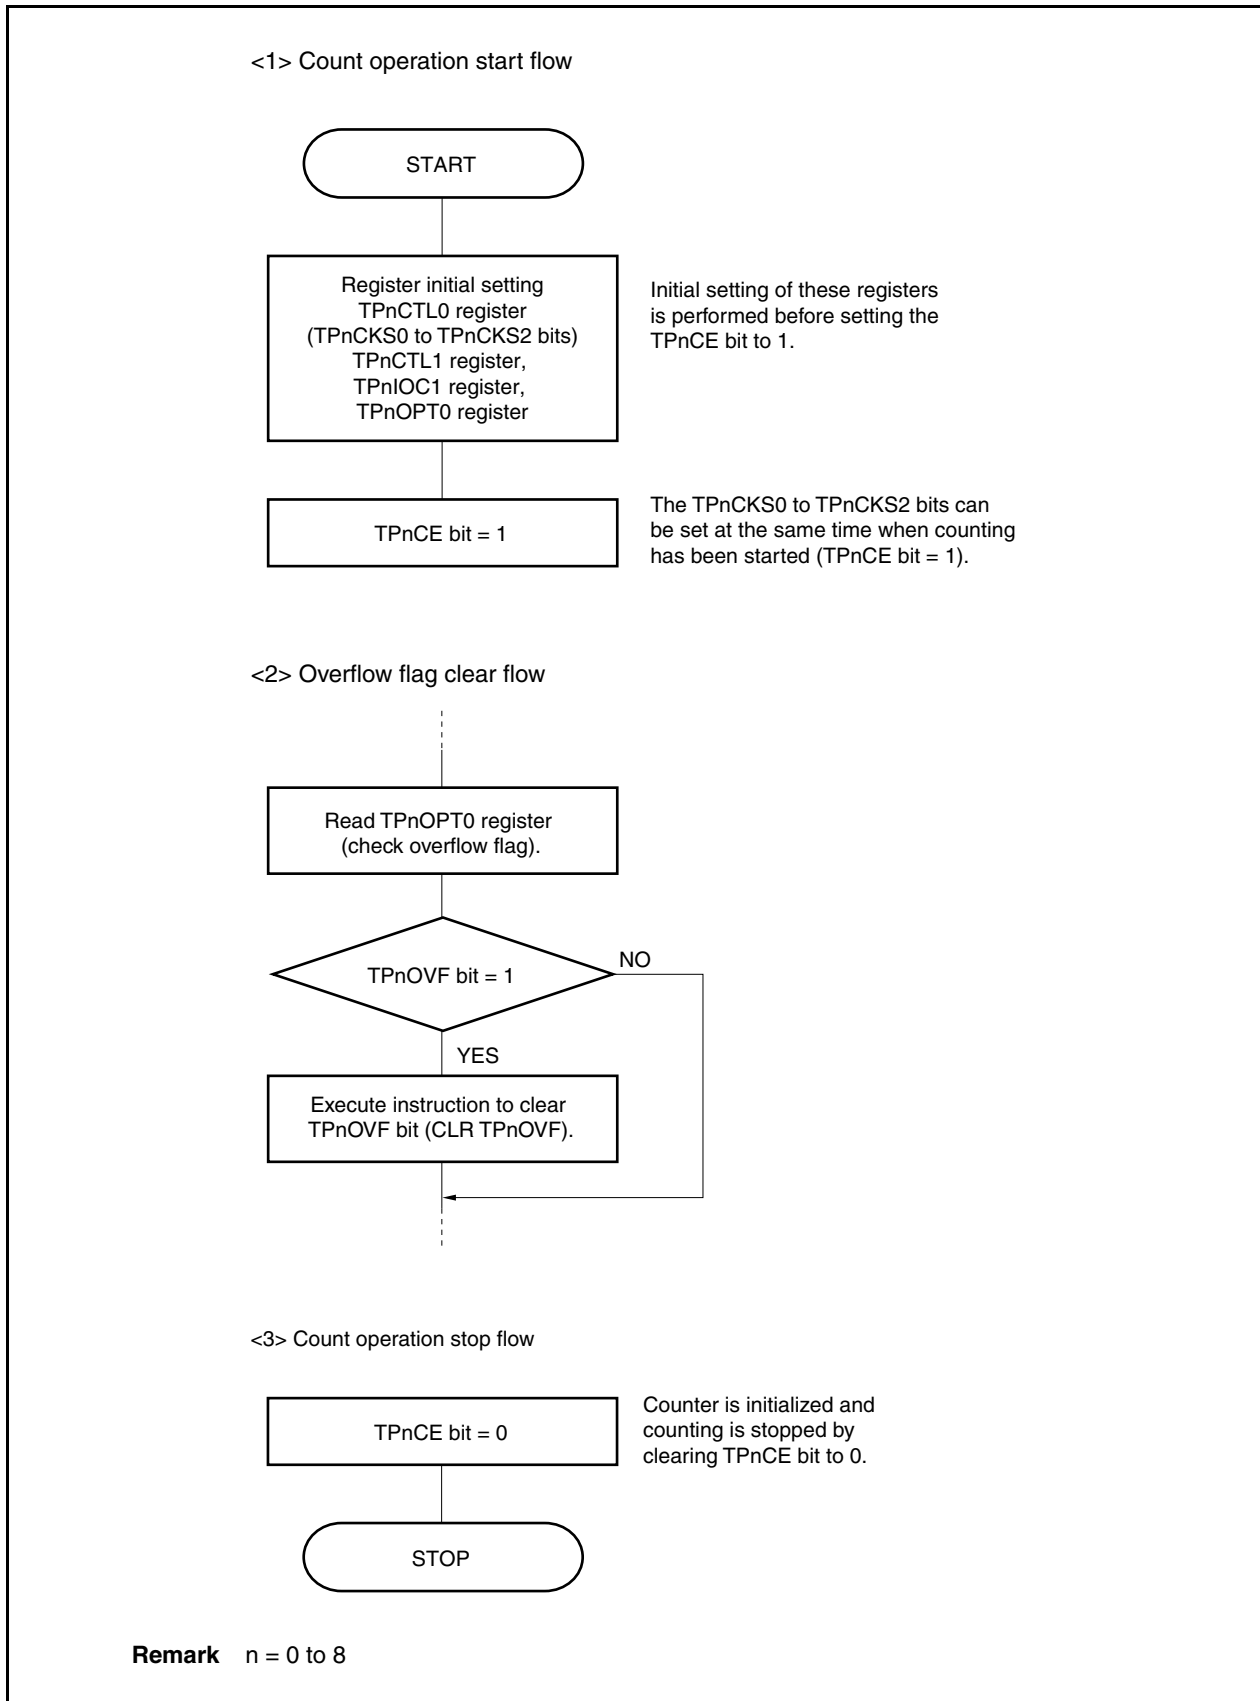 <1> Count operation start flow
START
Register initial setting
TPnCTL0 register
(TPnCKS0 to TPnCKS2 bits)
TPnCTL1 register,
TPnIOC1 register,
TPnOPT0 register
Initial setting of these registers
is performed before setting the
TPnCE bit to 1.
TPnCE bit = 1
The TPnCKS0 to TPnCKS2 bits can
be set at the same time when counting
has been started (TPnCE bit = 1).
<2> Overflow flag clear flow
Read TPnOPT0 register
(check overflow flag).
TPnOVF bit = 1
NO
YES
Execute instruction to clear
TPnOVF bit (CLR TPnOVF).
<3> Count operation stop flow
TPnCE bit = 0
Counter is initialized and
counting is stopped by
clearing TPnCE bit to 0.
STOP
Remark n = 0 to 8